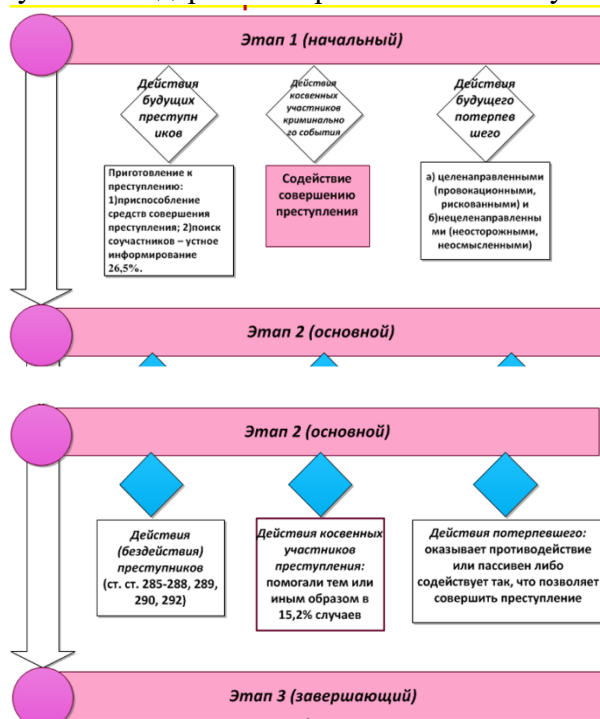 Этап 1 (начальный)
Действия
будущих
преступн
иков
Действия
косвенных
участников
криминально
го события
Действия
будущего
потерпев
шего
Приготовление к
преступлению:
1)приспособление
средств совершения
преступления; 2)поиск
соучастников – устное
информирование
26,5%.
Содействие
совершению
преступления
а) целенаправленными
(провокационными,
рискованными) и
б)нецеленаправленны
ми (неосторожными,
неосмысленными)
Этап 2 (основной)
Этап 2 (основной)
Действия
(бездействия)
преступников
(ст. ст. 285-288, 289,
290, 292)
Действия косвенных
участников
преступления:
помогали тем или
иным образом в
15,2% случаев
Действия потерпевшего:
оказывает противодействие
или пассивен либо
содействует так, что позволяет
совершить преступление
Этап 3 (завершающий)